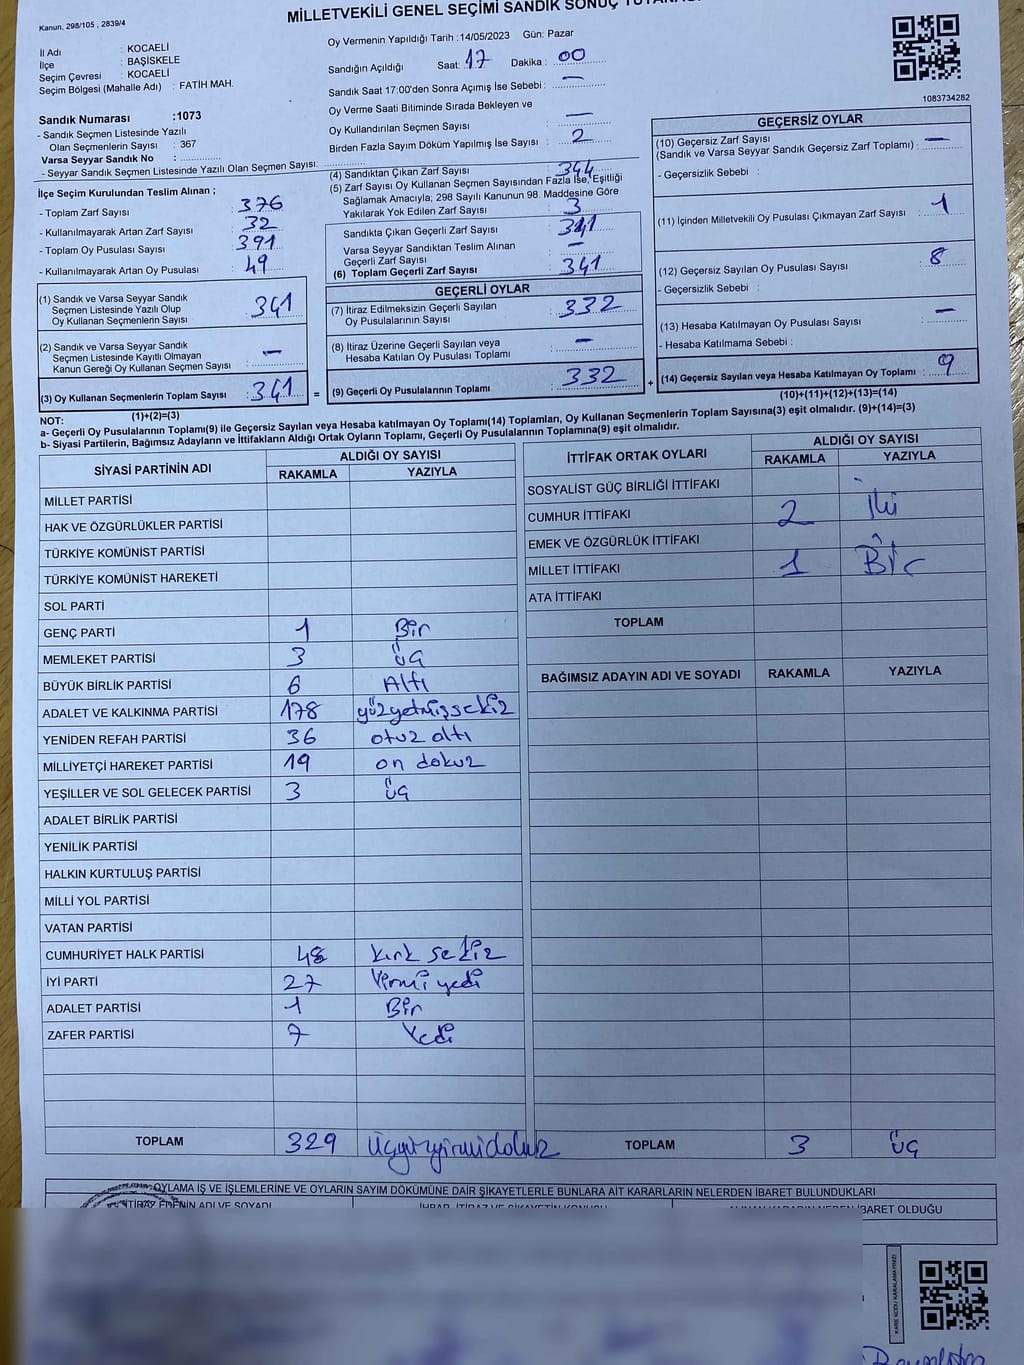 MİLLETVEKİLİ GENEL SEÇİMİ SANDIK SONUÇ
Kanun, 298/105 , 2839/4
İl Adı : KOCAELİ
İlçe : BAŞİSKELE
Seçim Çevresi : KOCAELİ
Seçim Bölgesi (Mahalle Adı) : FATİH MAH.
Sandık Numarası :1073
- Sandık Seçmen Listesinde Yazılı
Olan Seçmenlerin Sayısı : 367
Varsa Seyyar Sandık No :
- Seyyar Sandık Seçmen Listesinde Yazılı Olan Seçmen Sayısı:
Oy Vermenin Yapıldığı Tarih :14/05/2023 Gün: Pazar
Sandığın Açıldığı Saat: 17 Dakika : 00
Sandık Saat 17:00'den Sonra Açımış İse Sebebi : —
Oy Verme Saati Bitiminde Sırada Bekleyen ve
Oy Kullandırılan Seçmen Sayısı : —
Birden Fazla Sayım Döküm Yapılmış İse Sayısı : 2
1083734282
İlçe Seçim Kurulundan Teslim Alınan ;
- Toplam Zarf Sayısı : 376
- Kullanılmayarak Artan Zarf Sayısı : 32
- Toplam Oy Pusulası Sayısı : 391
- Kullanılmayarak Artan Oy Pusulası : 49
(4) Sandıktan Çıkan Zarf Sayısı : 344
(5) Zarf Sayısı Oy Kullanan Seçmen Sayısından Fazla İse, Eşitliği
Sağlamak Amacıyla; 298 Sayılı Kanunun 98. Maddesine Göre
Yakılarak Yok Edilen Zarf Sayısı : 3
Sandıkta Çıkan Geçerli Zarf Sayısı : 341
Varsa Seyyar Sandıktan Teslim Alınan
Geçerli Zarf Sayısı : —
(6) Toplam Geçerli Zarf Sayısı : 341
GEÇERSİZ OYLAR
(10) Geçersiz Zarf Sayısı
(Sandık ve Varsa Seyyar Sandık Geçersiz Zarf Toplamı) : —
- Geçersizlik Sebebi :
(11) İçinden Milletvekili Oy Pusulası Çıkmayan Zarf Sayısı : 1
(12) Geçersiz Sayılan Oy Pusulası Sayısı : 8
- Geçersizlik Sebebi :
(13) Hesaba Katılmayan Oy Pusulası Sayısı : —
- Hesaba Katılmama Sebebi :
(14) Geçersiz Sayılan veya Hesaba Katılmayan Oy Toplamı : 9
(10)+(11)+(12)+(13)=(14)
(1) Sandık ve Varsa Seyyar Sandık
Seçmen Listesinde Yazılı Olup
Oy Kullanan Seçmenlerin Sayısı : 341
(2) Sandık ve Varsa Seyyar Sandık
Seçmen Listesinde Kayıtlı Olmayan
Kanun Gereği Oy Kullanan Seçmen Sayısı : —
(3) Oy Kullanan Seçmenlerin Toplam Sayısı : 341 =
(1)+(2)=(3)
GEÇERLİ OYLAR
(7) İtiraz Edilmeksizin Geçerli Sayılan
Oy Pusulalarının Sayısı : 332
(8) İtiraz Üzerine Geçerli Sayılan veya
Hesaba Katılan Oy Pusulası Toplamı : —
(9) Geçerli Oy Pusulalarının Toplamı : 332 +
NOT:
a- Geçerli Oy Pusulalarının Toplamı(9) ile Geçersiz Sayılan veya Hesaba katılmayan Oy Toplamı(14) Toplamları, Oy Kullanan Seçmenlerin Toplam Sayısına(3) eşit olmalıdır. (9)+(14)=(3)
b- Siyasi Partilerin, Bağımsız Adayların ve İttifakların Aldığı Ortak Oyların Toplamı, Geçerli Oy Pusulalarının Toplamına(9) eşit olmalıdır.
SİYASİ PARTİNİN ADI ALDIĞI OY SAYISI
RAKAMLA YAZIYLA
MİLLET PARTİSİ
HAK VE ÖZGÜRLÜKLER PARTİSİ
TÜRKİYE KOMÜNİST PARTİSİ
TÜRKİYE KOMÜNİST HAREKETİ
SOL PARTİ
GENÇ PARTİ 1 Bir
MEMLEKET PARTİSİ 3 üç
BÜYÜK BİRLİK PARTİSİ 6 Altı
ADALET VE KALKINMA PARTİSİ 178 yüzyetmişsekiz
YENİDEN REFAH PARTİSİ 36 otuz altı
MİLLİYETÇİ HAREKET PARTİSİ 19 on dokuz
YEŞİLLER VE SOL GELECEK PARTİSİ 3 üç
ADALET BİRLİK PARTİSİ
YENİLİK PARTİSİ
HALKIN KURTULUŞ PARTİSİ
MİLLİ YOL PARTİSİ
VATAN PARTİSİ
CUMHURİYET HALK PARTİSİ 48 kırk sekiz
İYİ PARTİ 27 Yirmi yedi
ADALET PARTİSİ 1 Bir
ZAFER PARTİSİ 7 Yedi
TOPLAM 329 üçyüzyirmidokuz
İTTİFAK ORTAK OYLARI ALDIĞI OY SAYISI
RAKAMLA YAZIYLA
SOSYALİST GÜÇ BİRLİĞİ İTTİFAKI
CUMHUR İTTİFAKI 2 İki
EMEK VE ÖZGÜRLÜK İTTİFAKI
MİLLET İTTİFAKI 1 Bir
ATA İTTİFAKI
TOPLAM
BAĞIMSIZ ADAYIN ADI VE SOYADI RAKAMLA YAZIYLA
TOPLAM 3 üç
OYLAMA İŞ VE İŞLEMLERİNE VE OYLARIN SAYIM DÖKÜMÜNE DAİR ŞİKAYETLERLE BUNLARA AİT KARARLARIN NELERDEN İBARET BULUNDUKLARI
İTİRAZ EDENİN ADI VE SOYADI
İBARET OLDUĞU
KARE KODU KARALAMAYINIZ!